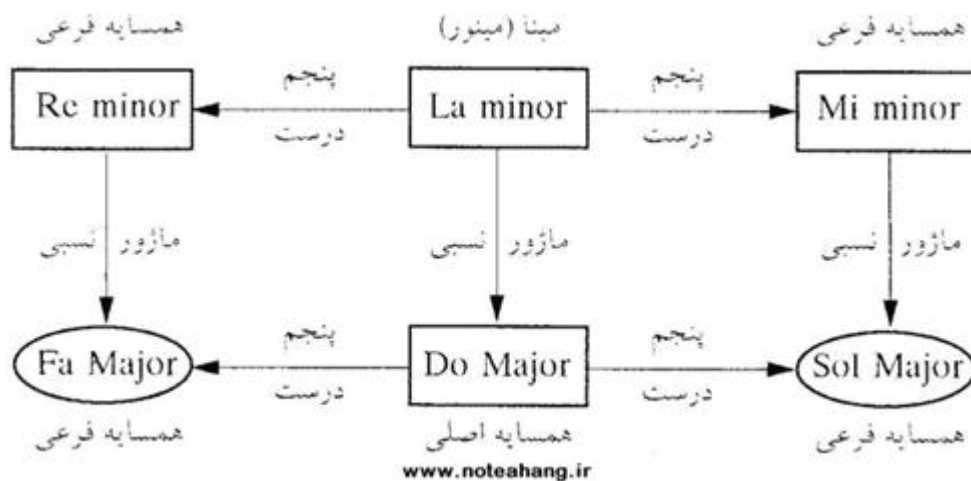 همسایه فرعی
مبنا (مینور)
همسایه فرعی
Re minor
پنجم
درست
La minor
پنجم
درست
Mi minor
ماژور نسبی
ماژور نسبی
ماژور نسبی
Fa Major
پنجم
درست
Do Major
پنجم
درست
Sol Major
همسایه فرعی
همسایه اصلی
همسایه فرعی
www.noteahang.ir